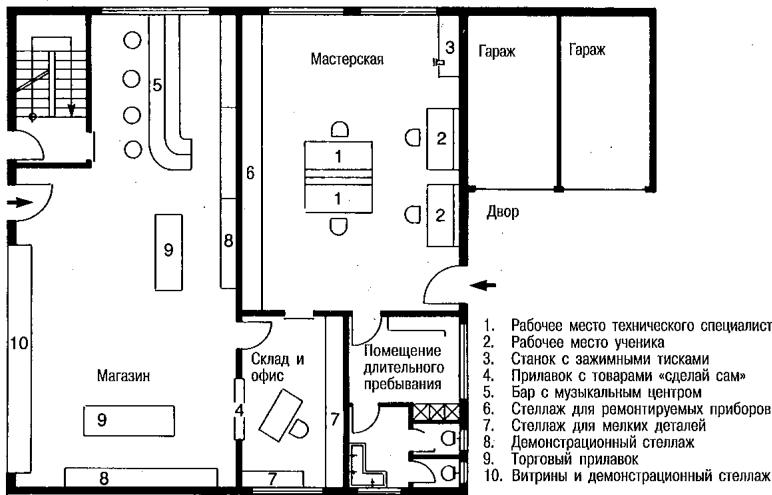 Гараж
Гараж
Мастерская
3
5
1
2
6
1
2
Двор
9
8
10
Магазин
Склад и
офис
Помещение
длительного
пребывания
4
7
9
8
7
1. Рабочее место технического специалист
2. Рабочее место ученика
3. Станок с зажимными тисками
4. Прилавок с товарами «сделай сам»
5. Бар с музыкальным центром
6. Стеллаж для ремонтируемых приборов
7. Стеллаж для мелких деталей
8. Демонстрационный стеллаж
9. Торговый прилавок
10. Витрины и демонстрационный стеллаж